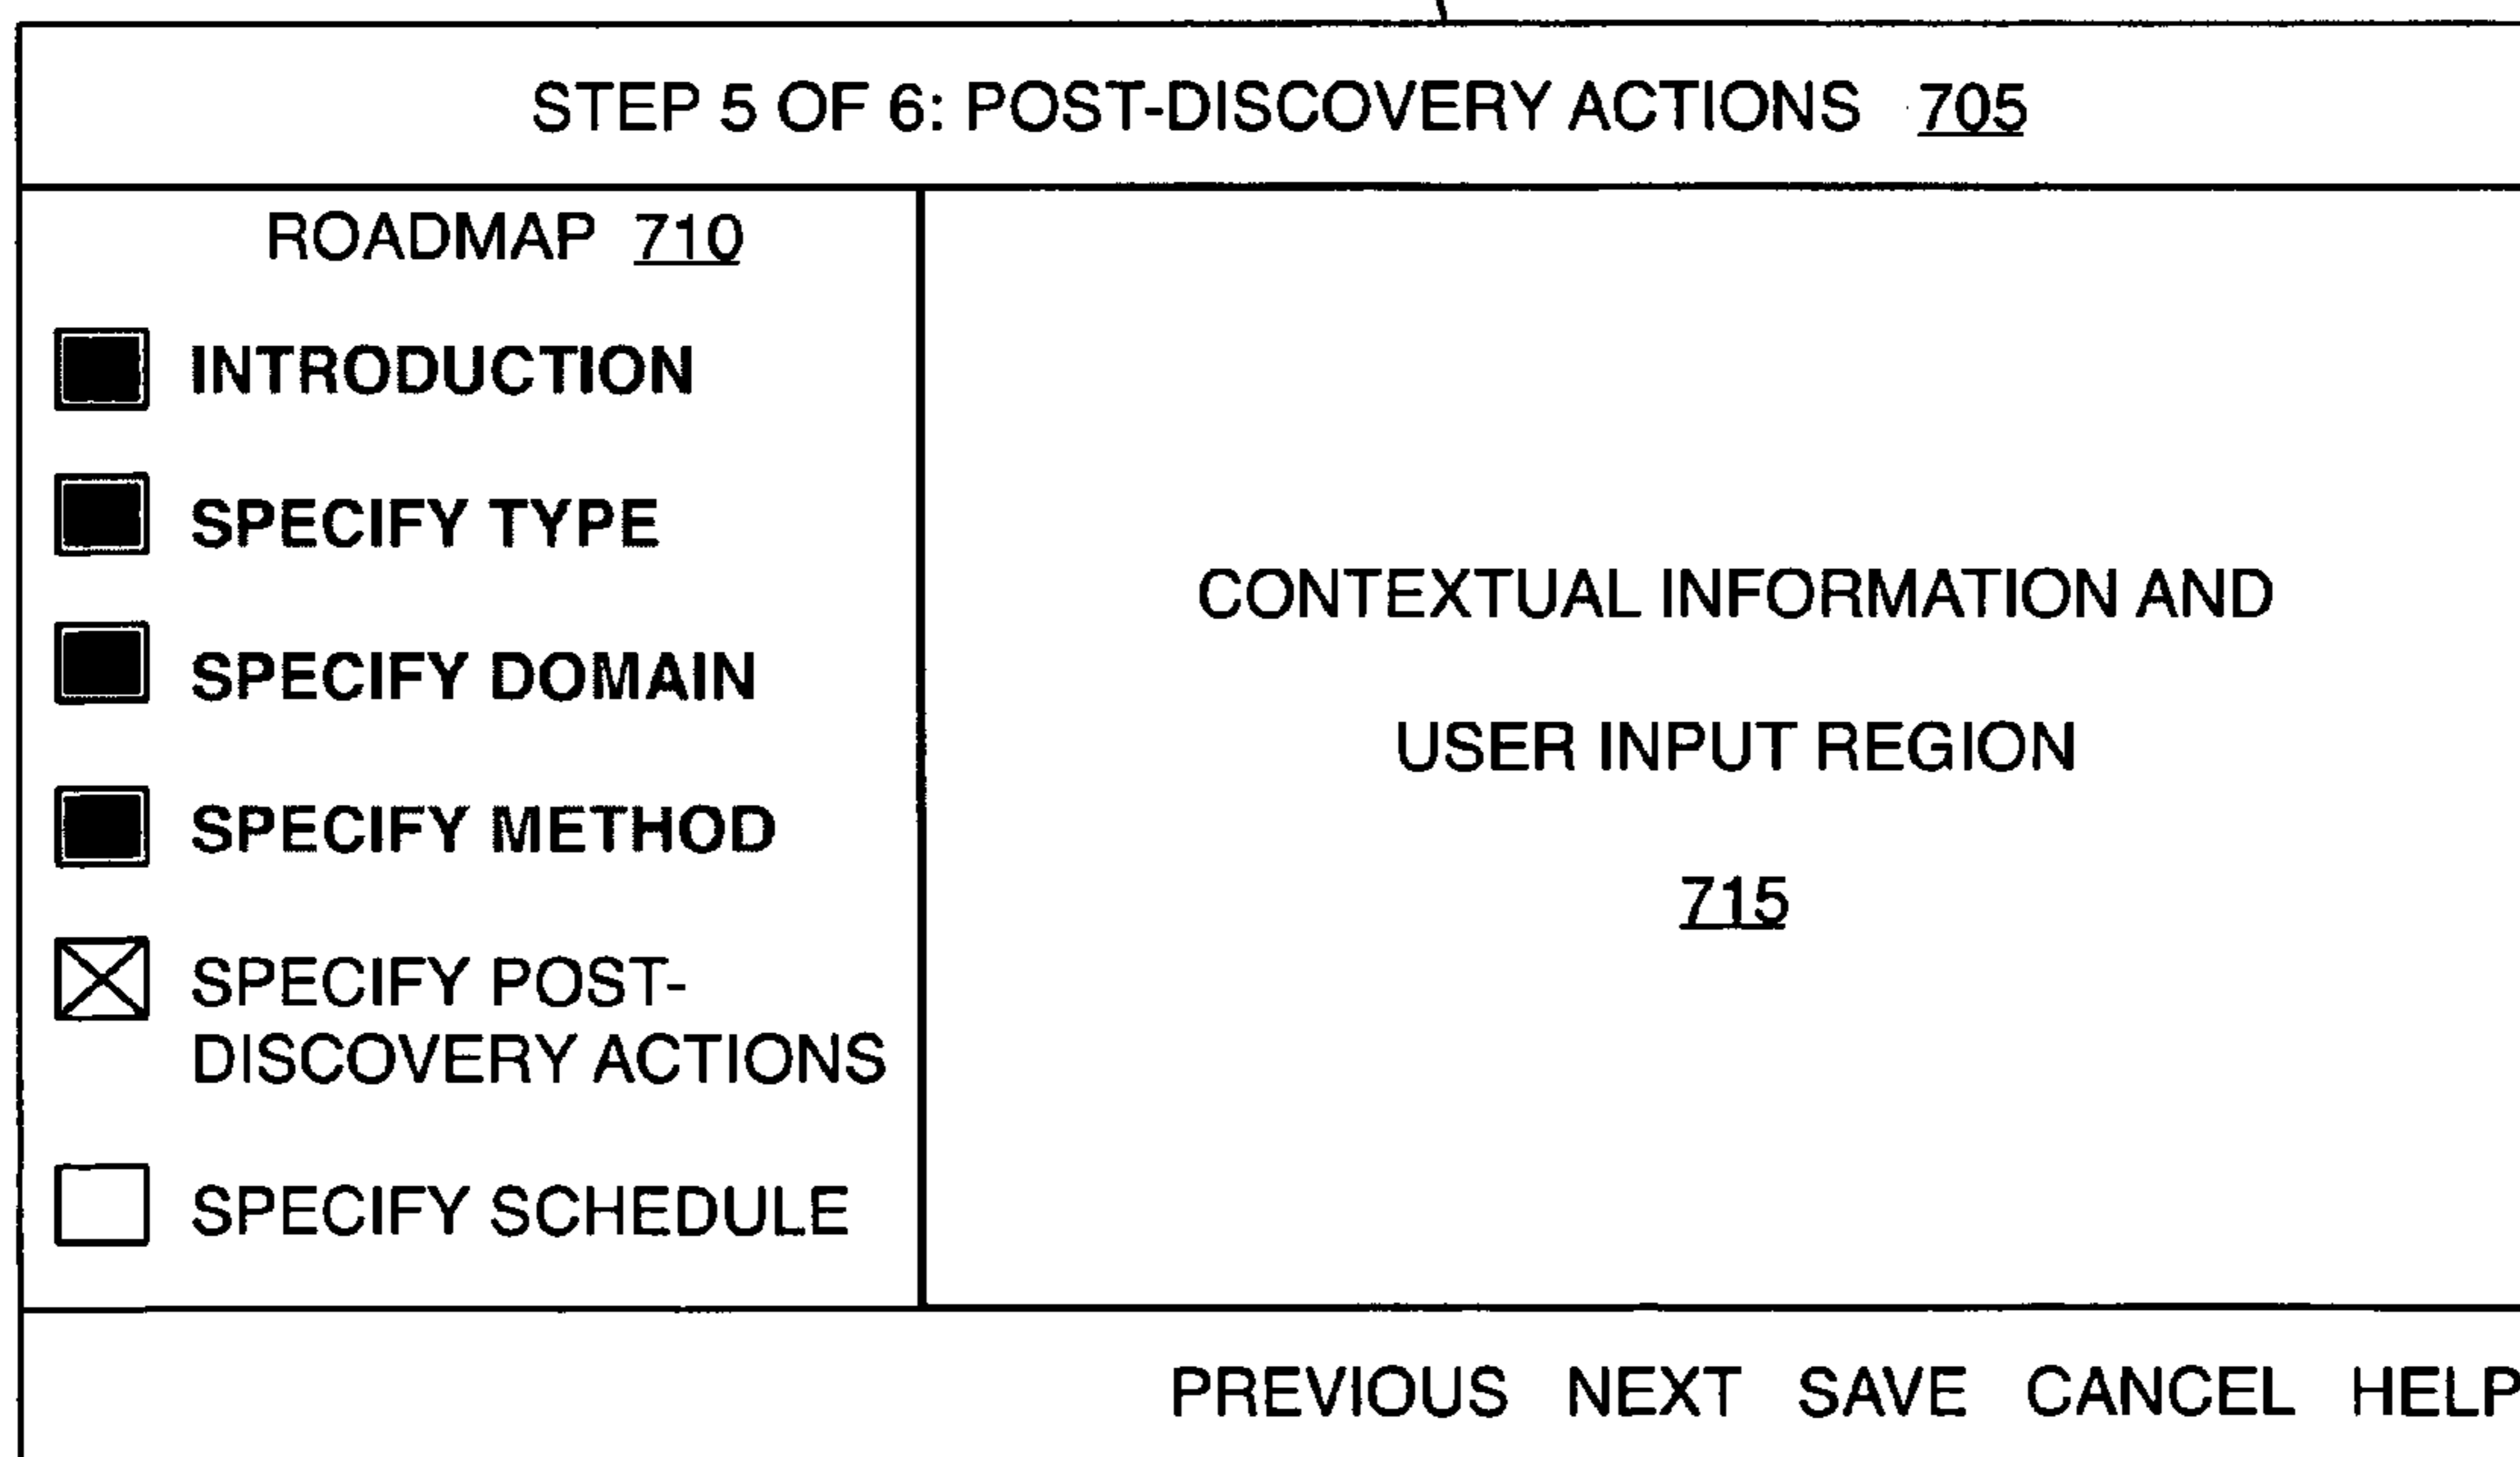 STEP 5 OF 6: POST-DISCOVERY ACTIONS 705
ROADMAP 710
INTRODUCTION
SPECIFY TYPE
SPECIFY DOMAIN
SPECIFY METHOD
SPECIFY POST-
DISCOVERY ACTIONS
SPECIFY SCHEDULE
CONTEXTUAL INFORMATION AND
USER INPUT REGION
715
PREVIOUS NEXT SAVE CANCEL HELP